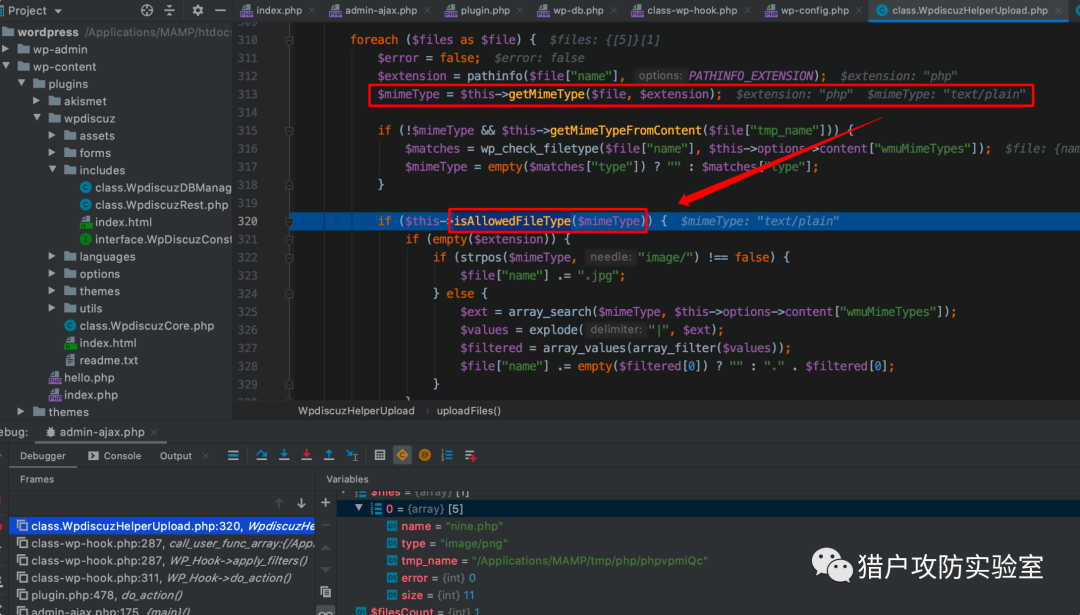 Project
index.php
admin-ajax.php
plugin.php
wp-db.php
class-wp-hook.php
wp-config.php
class.WpdiscuzHelperUpload.php
wordpress /Applications/MAMP/htdocs
wp-admin
wp-content
plugins
akismet
wpdiscuz
assets
forms
includes
class.WpdiscuzDBManag
class.WpdiscuzRest.php
index.html
interface.WpDiscuzConst
languages
options
themes
utils
class.WpdiscuzCore.php
index.html
readme.txt
hello.php
index.php
themes
310 foreach ($files as $file) { $files: {[5]}[1]
311 $error = false; $error: false
312 $extension = pathinfo($file["name"], options: PATHINFO_EXTENSION); $extension: "php"
313 $mimeType = $this->getMimeType($file, $extension); $extension: "php" $mimeType: "text/plain"
314
315 if (!$mimeType && $this->getMimeTypeFromContent($file["tmp_name"])) {
316 $matches = wp_check_filetype($file["name"], $this->options->content["wmuMimeTypes"]); $file: {nam
317 $mimeType = empty($matches["type"]) ? "" : $matches["type"];
318 }
319
320 if ($this->isAllowedFileType($mimeType)) { $mimeType: "text/plain"
321 if (empty($extension)) {
322 if (strpos($mimeType, needle: "image/") !== false) {
323 $file["name"] .= ".jpg";
324 } else {
325 $ext = array_search($mimeType, $this->options->content["wmuMimeTypes"]);
326 $values = explode( delimiter: "|", $ext);
327 $filtered = array_values(array_filter($values));
328 $file["name"] .= empty($filtered[0]) ? "" : "." . $filtered[0];
329 }
WpdiscuzHelperUpload › uploadFiles()
ebug: admin-ajax.php
Debugger Console Output
Frames
Variables
class.WpdiscuzHelperUpload.php:320, WpdiscuzHe
class-wp-hook.php:287, call_user_func_array:{/Appl
class-wp-hook.php:287, WP_Hook->apply_filters()
class-wp-hook.php:311, WP_Hook->do_action()
plugin.php:478, do_action()
admin-ajax.php:175, {main}()
$files = {array} [1]
0 = {array} [5]
name = "nine.php"
type = "image/png"
tmp_name = "/Applications/MAMP/tmp/php/phpvpmiQc"
error = {int} 0
size = {int} 11
$filesCount = {int} 1
猎户攻防实验室